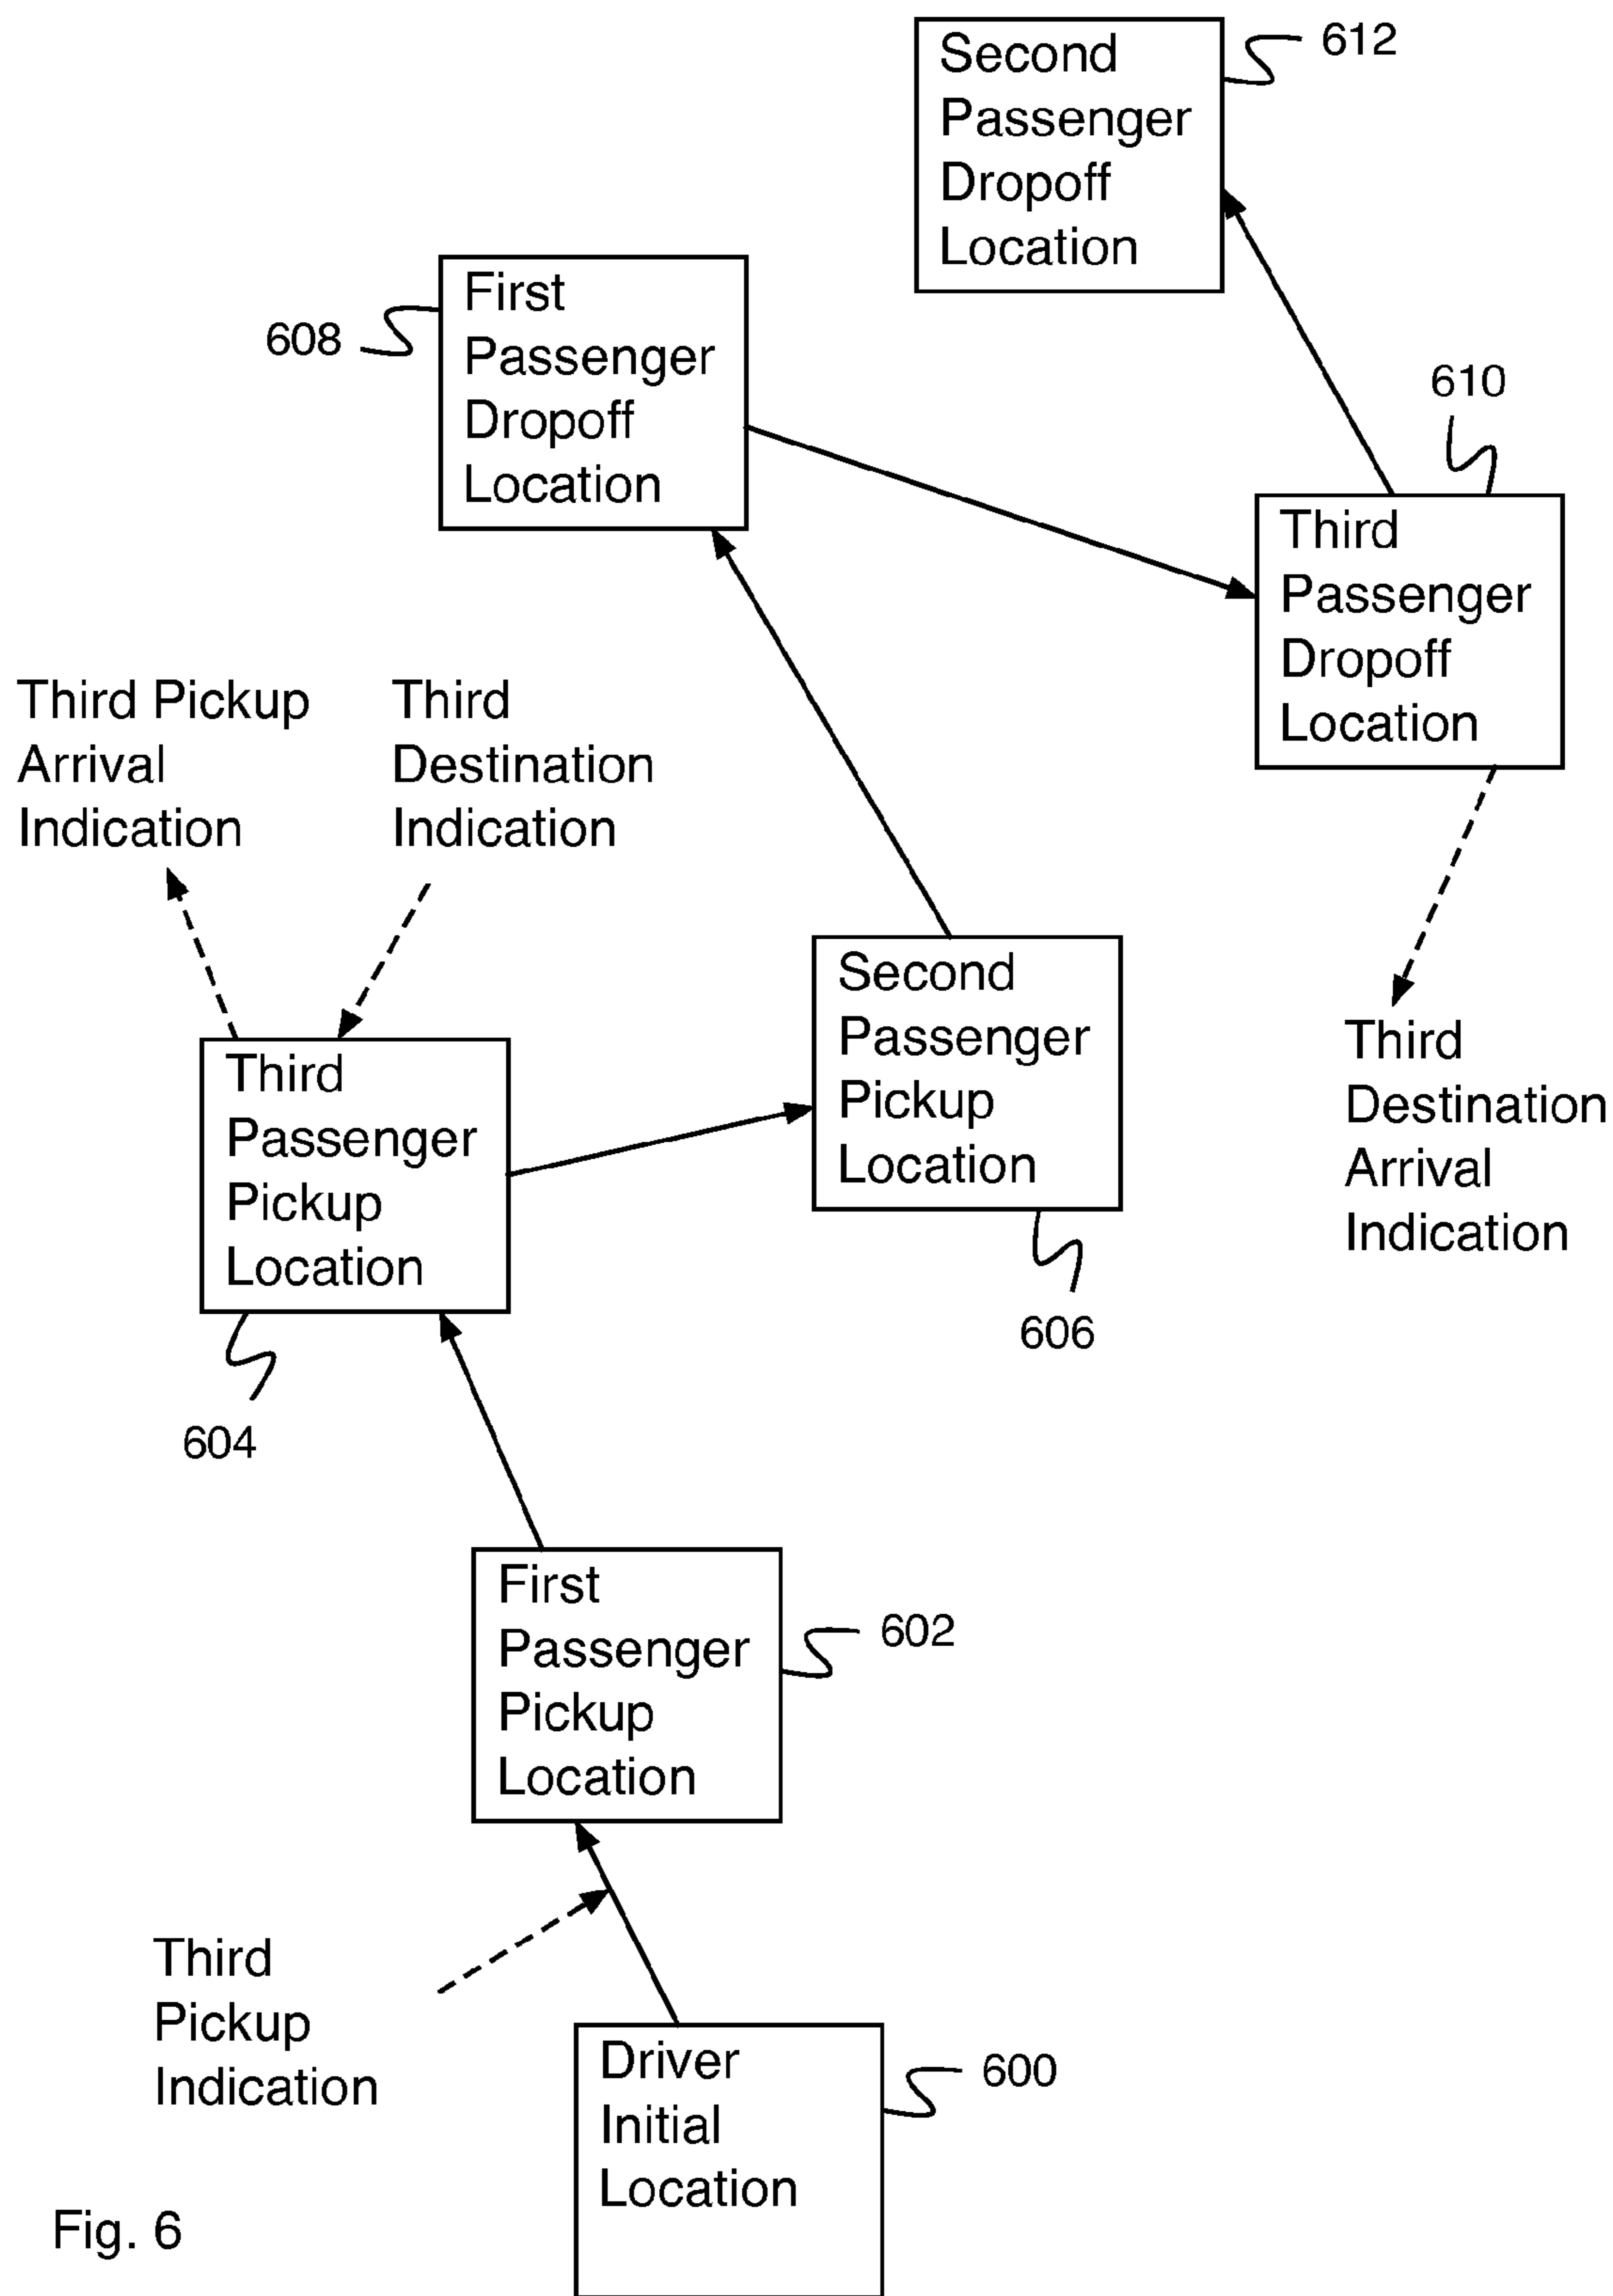 Second
Passenger
Dropoff
Location
612
First
Passenger
Dropoff
Location
608
610
Third
Passenger
Dropoff
Location
Third Pickup
Arrival
Indication
Third
Destination
Indication
Second
Passenger
Pickup
Location
606
Third
Destination
Arrival
Indication
Third
Passenger
Pickup
Location
604
First
Passenger
Pickup
Location
602
Third
Pickup
Indication
Driver
Initial
Location
600
Fig. 6